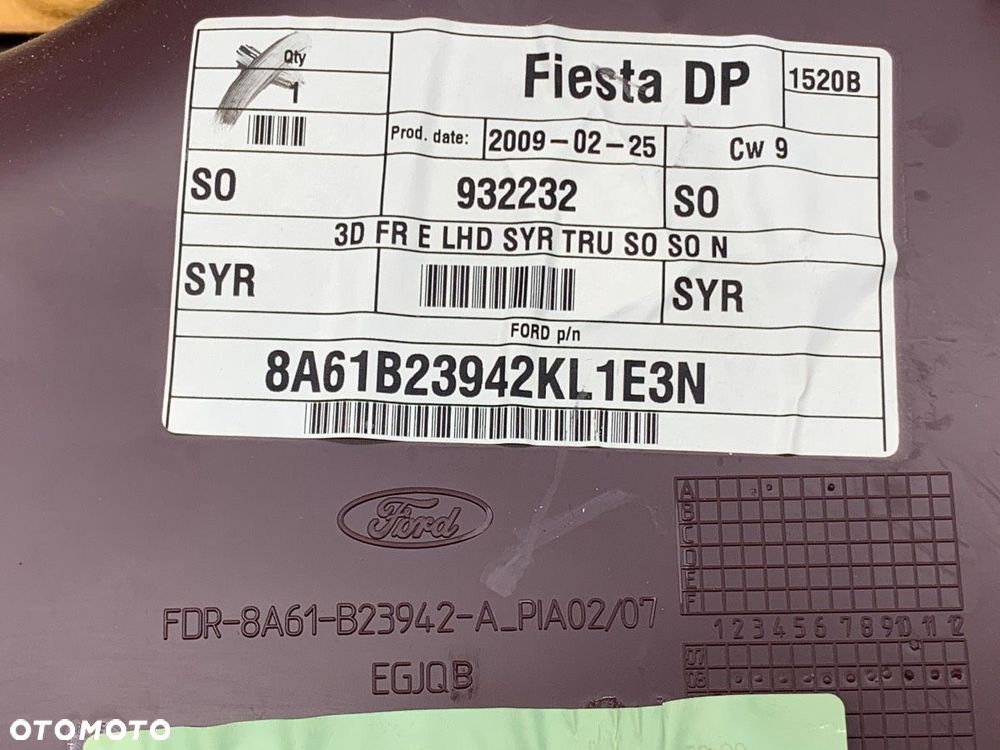 Qty
1
Fiesta DP
1520B
Prod. date:
2009-02-25
CW 9
SO
932232
SO
3D FR E LHD SYR TRU SO SO N
SYR
SYR
FORD p/n
8A61B23942KL1E3N
Ford
FDR-8A61-B23942-A_PIA02/07
EGJQB
A
B
C
D
E
F
1 2 3 4 5 6 7 8 9 10 11 12
07
08
OTOMOTO